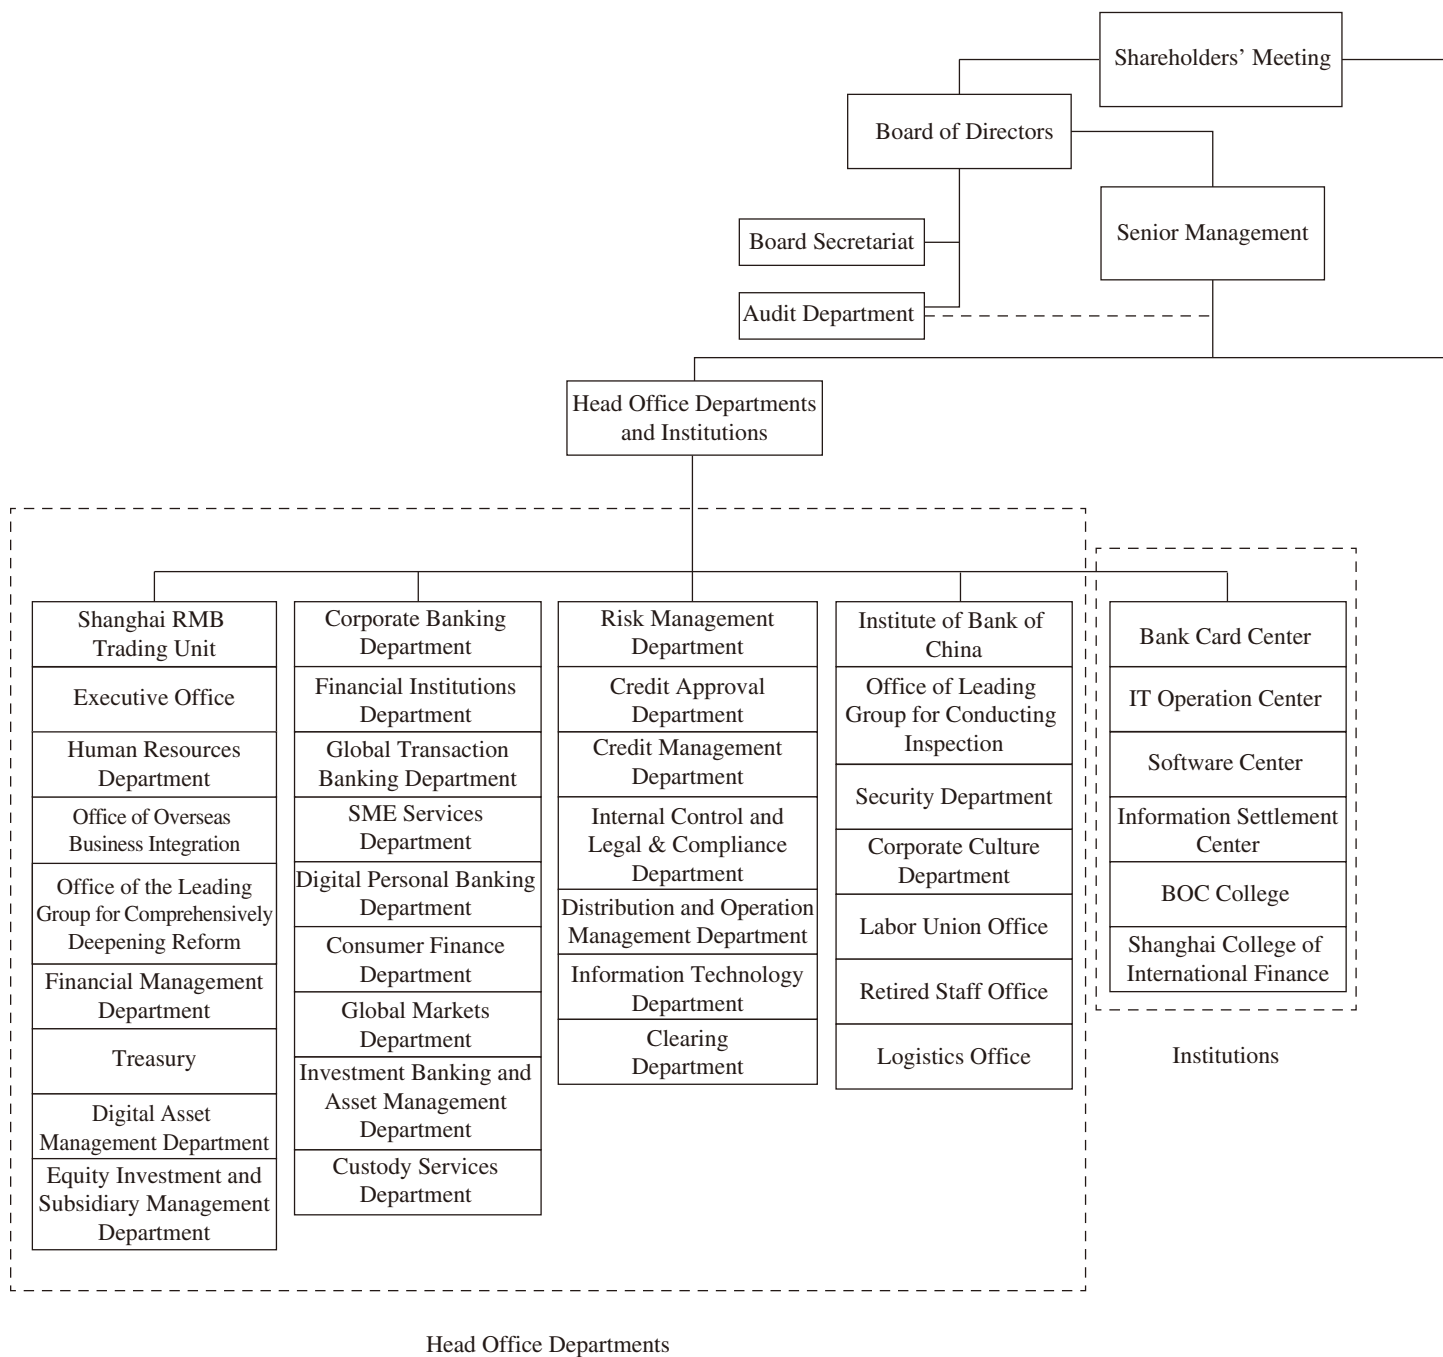 Shareholders’ Meeting
Board of Directors
Senior Management
Board Secretariat
Audit Department
Head Office Departments
and Institutions
Shanghai RMB
Trading Unit
Executive Office
Human Resources
Department
Office of Overseas
Business Integration
Office of the Leading
Group for Comprehensively
Deepening Reform
Financial Management
Department
Treasury
Digital Asset
Management Department
Equity Investment and
Subsidiary Management
Department
Corporate Banking
Department
Financial Institutions
Department
Global Transaction
Banking Department
SME Services
Department
Digital Personal Banking
Department
Consumer Finance
Department
Global Markets
Department
Investment Banking and
Asset Management
Department
Custody Services
Department
Risk Management
Department
Credit Approval
Department
Credit Management
Department
Internal Control and
Legal & Compliance
Department
Distribution and Operation
Management Department
Information Technology
Department
Clearing
Department
Institute of Bank of
China
Office of Leading
Group for Conducting
Inspection
Security Department
Corporate Culture
Department
Labor Union Office
Retired Staff Office
Logistics Office
Bank Card Center
IT Operation Center
Software Center
Information Settlement
Center
BOC College
Shanghai College of
International Finance
Institutions
Head Office Departments